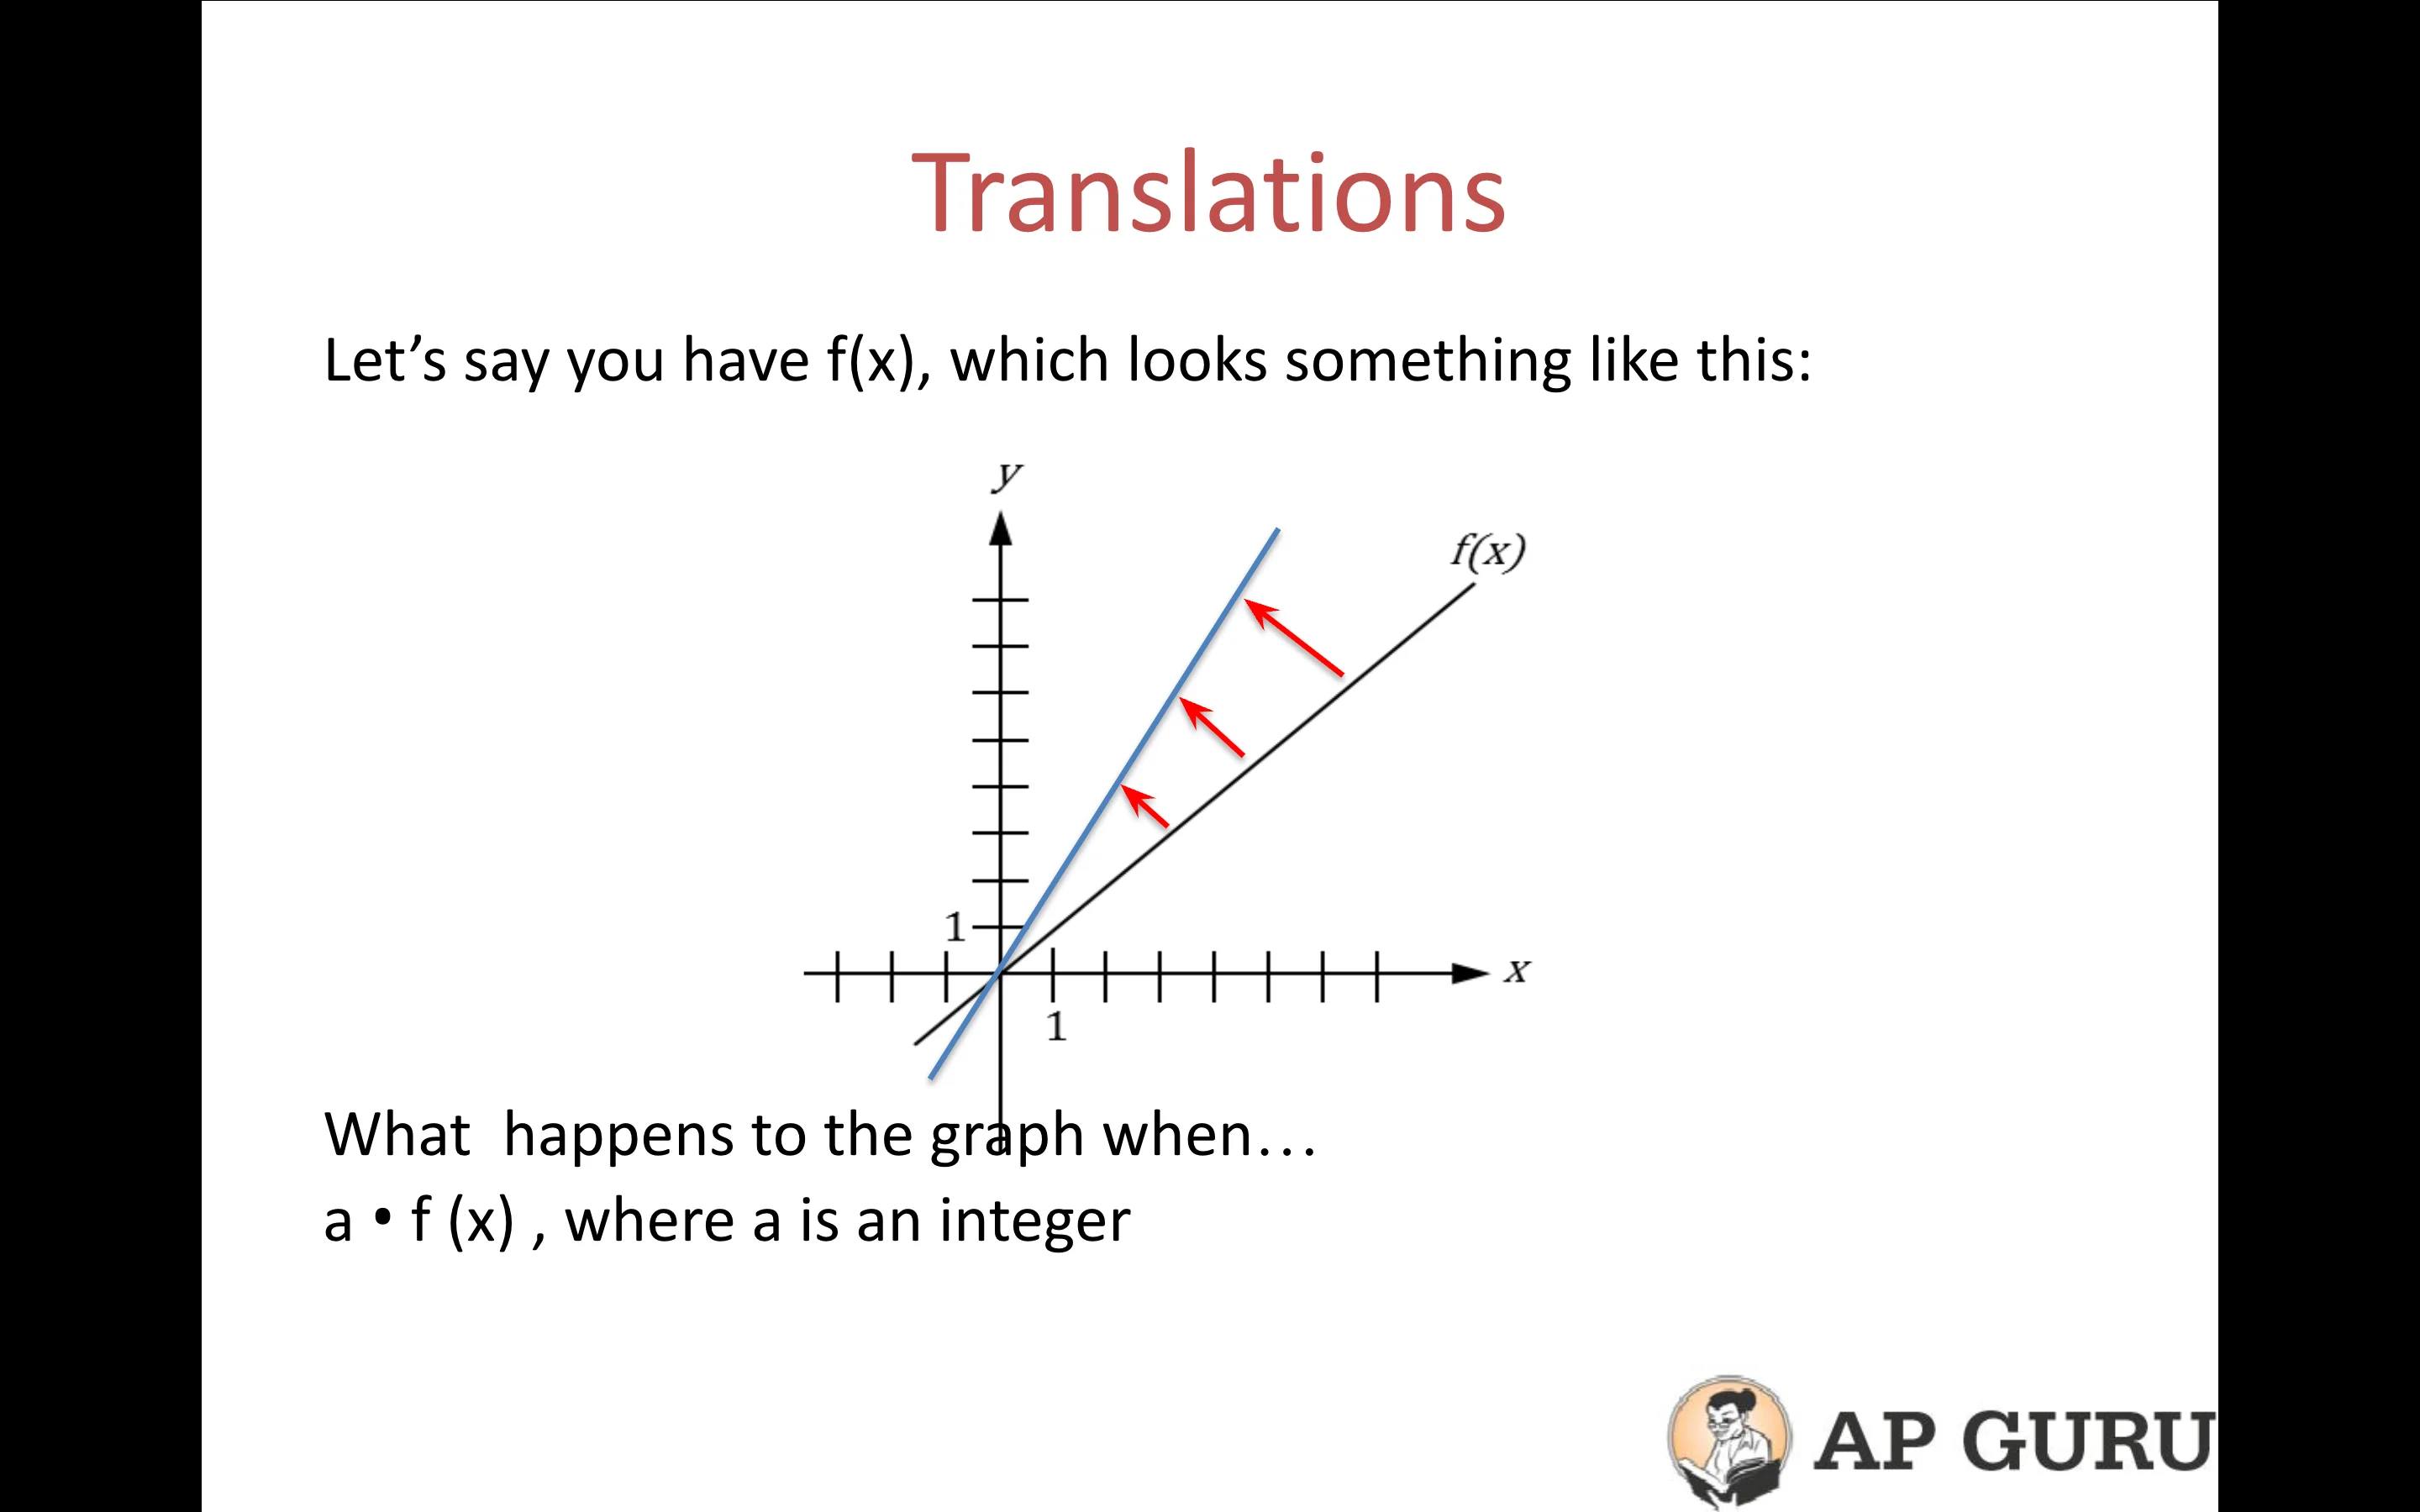 Translations
Let’s say you have f(x), which looks something like this:
y
f(x)
1
x
1
What  happens to the graph when…
a • f (x) , where a is an integer
AP GURU